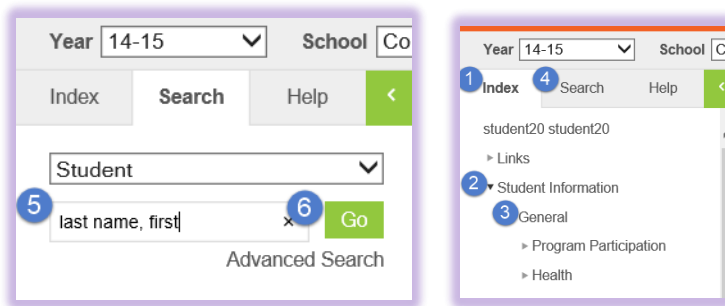 Year 14-15 School Co
Index Search Help <
Student
5 last name, first × 6 Go
Advanced Search
Year 14-15 School C
1 Index 4 Search Help <
student20 student20
Links
2 Student Information
3 General
Program Participation
Health